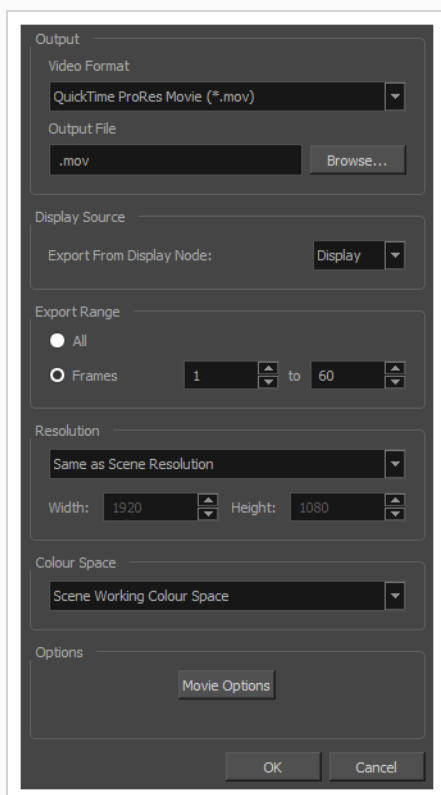 Output
Video Format
QuickTime ProRes Movie (*.mov)
Output File
.mov Browse...
Display Source
Export From Display Node: Display
Export Range
All
Frames 1 to 60
Resolution
Same as Scene Resolution
Width: 1920 Height: 1080
Colour Space
Scene Working Colour Space
Options
Movie Options
OK Cancel